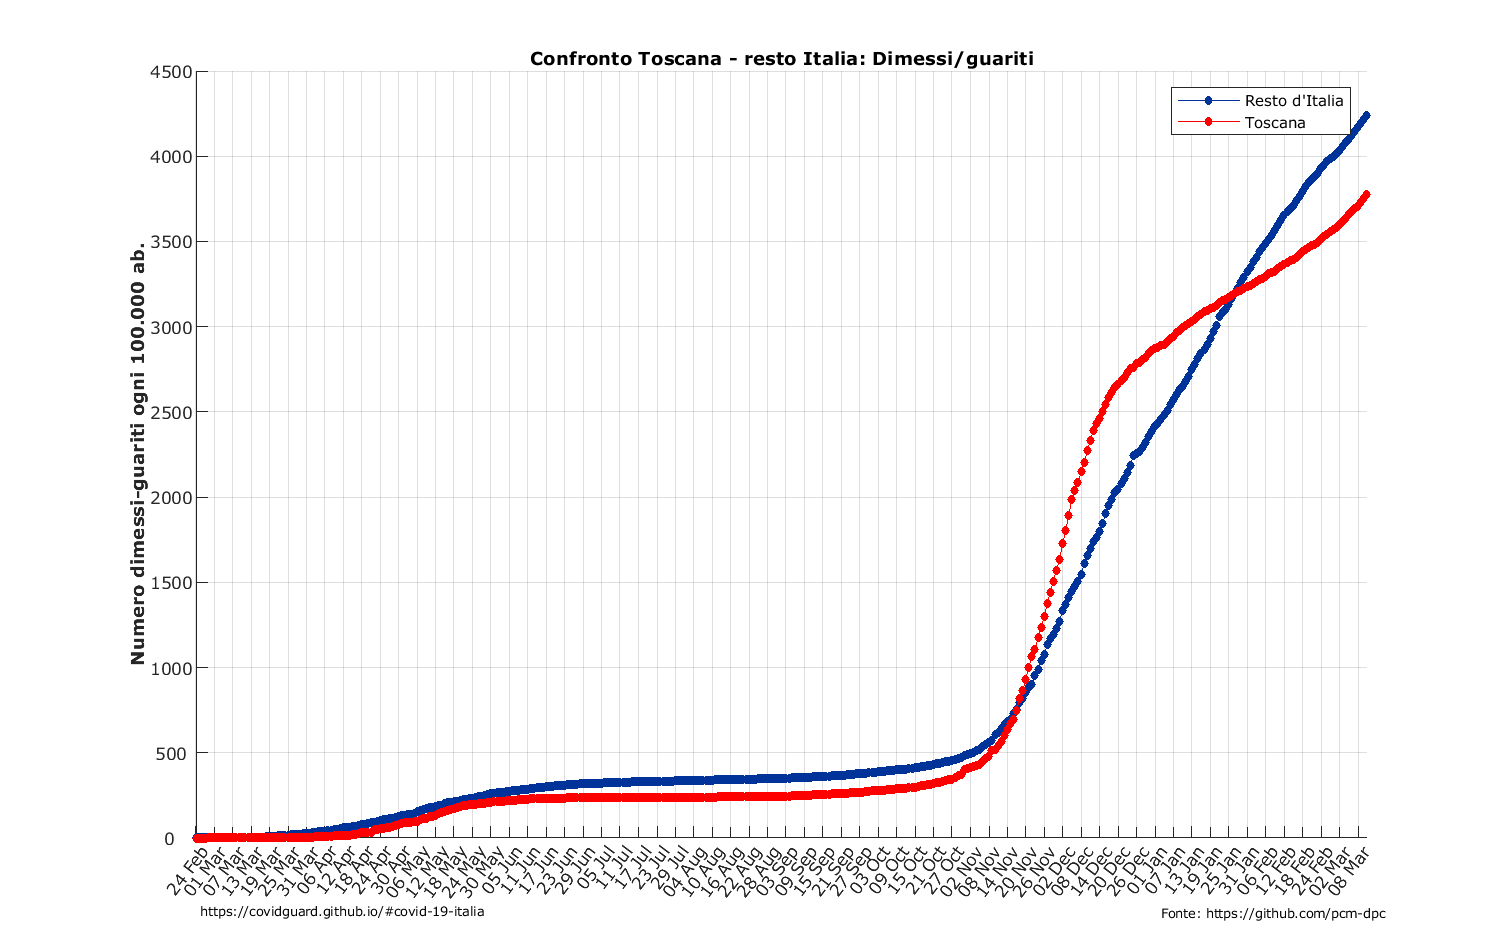 Confronto Toscana - resto Italia: Dimessi/guariti
Resto d'Italia
Toscana
Numero dimessi-guariti ogni 100.000 ab.
4500
4000
3500
3000
2500
2000
1500
1000
500
0
24 Feb
01 Mar
07 Mar
13 Mar
19 Mar
25 Mar
31 Mar
06 Apr
12 Apr
18 Apr
24 Apr
30 Apr
06 May
12 May
18 May
24 May
30 May
05 Jun
11 Jun
17 Jun
23 Jun
29 Jun
05 Jul
11 Jul
17 Jul
23 Jul
29 Jul
04 Aug
10 Aug
16 Aug
22 Aug
28 Aug
03 Sep
09 Sep
15 Sep
21 Sep
27 Sep
03 Oct
09 Oct
15 Oct
21 Oct
27 Oct
02 Nov
08 Nov
14 Nov
20 Nov
26 Nov
02 Dec
08 Dec
14 Dec
20 Dec
26 Dec
01 Jan
07 Jan
13 Jan
19 Jan
25 Jan
31 Jan
06 Feb
12 Feb
18 Feb
24 Feb
02 Mar
08 Mar
https://covidguard.github.io/#covid-19-italia
Fonte: https://github.com/pcm-dpc